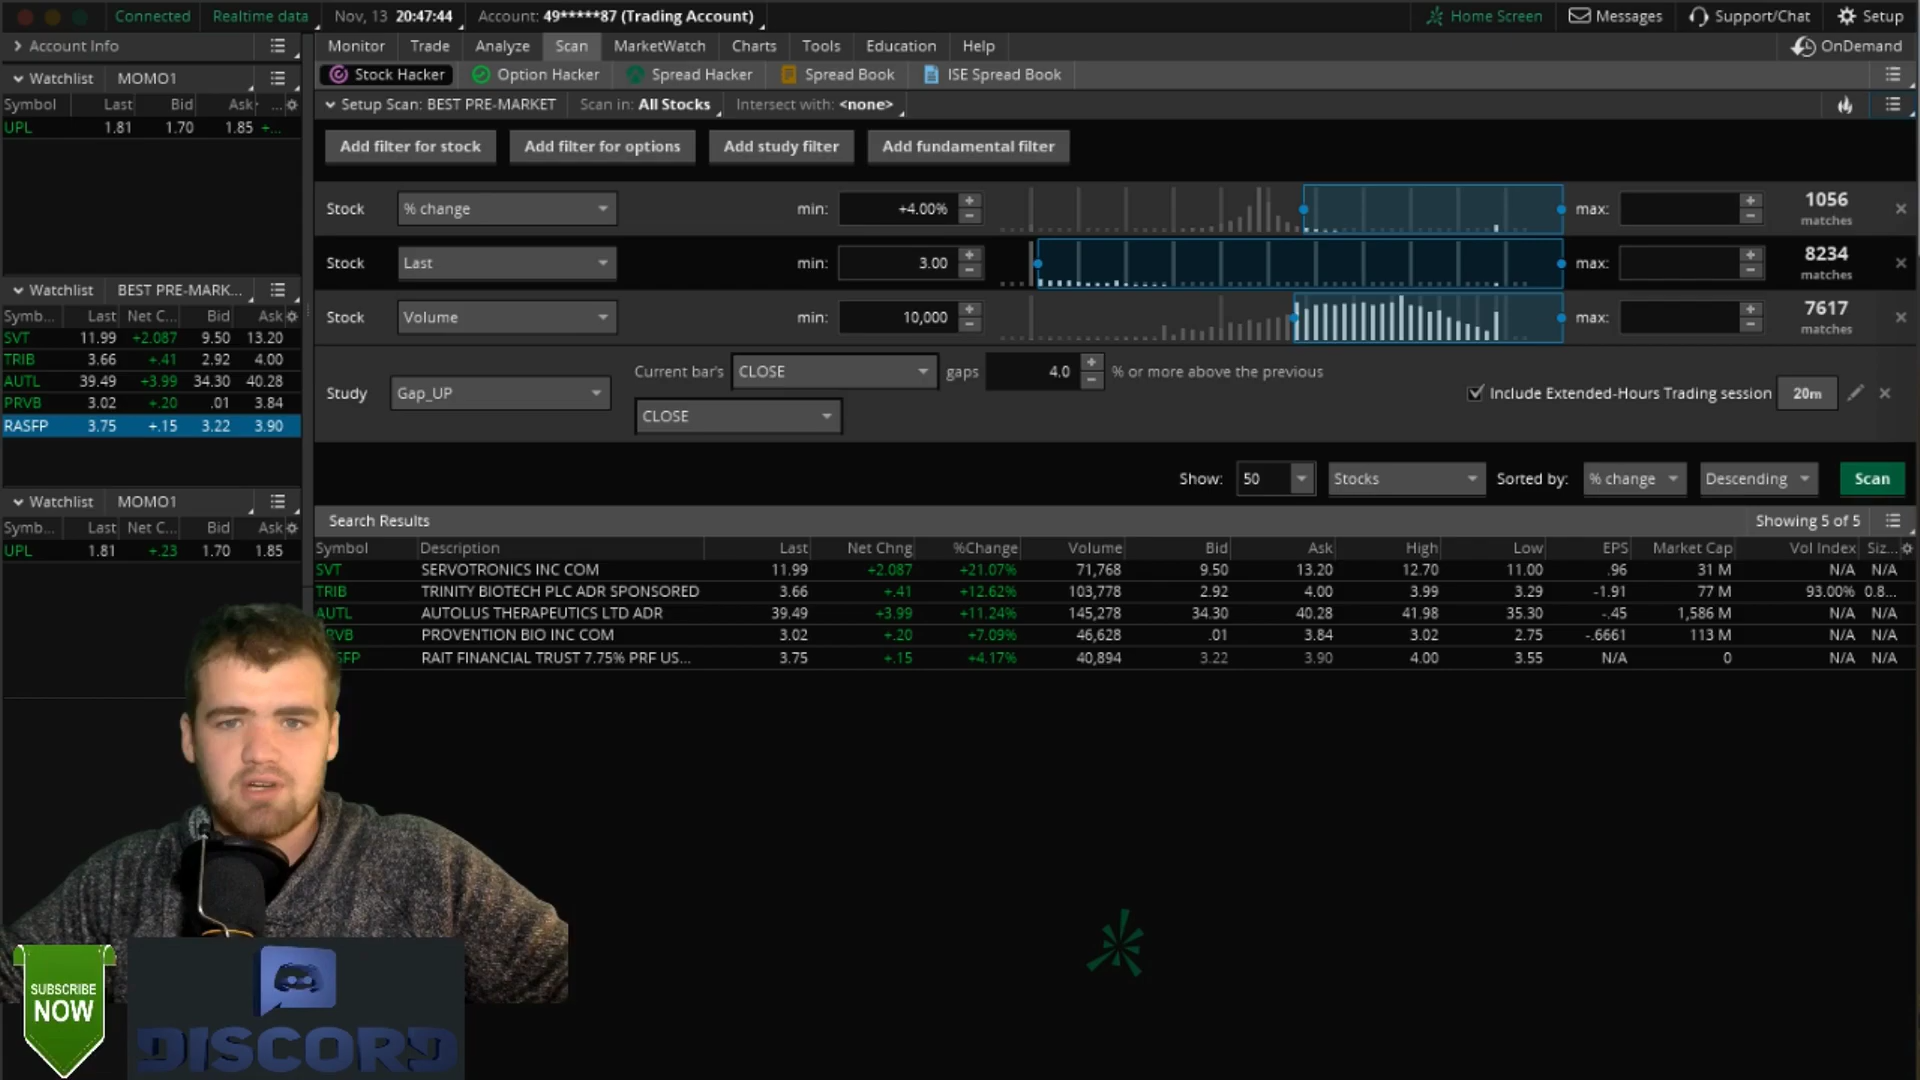 Connected Realtime data Nov, 13 20:47:44 Account: 49*****87 (Trading Account) Home Screen Messages Support/Chat Setup
Account Info Monitor Trade Analyze Scan MarketWatch Charts Tools Education Help OnDemand
Watchlist MOMO1 Stock Hacker Option Hacker Spread Hacker Spread Book ISE Spread Book
Symbol Last Bid Ask ... Setup Scan: BEST PRE-MARKET Scan in: All Stocks Intersect with: <none>
UPL 1.81 1.70 1.85 +...
Add filter for stock Add filter for options Add study filter Add fundamental filter
Stock % change min: +4.00% max: 1056 matches
Stock Last min: 3.00 max: 8234 matches
Stock Volume min: 10,000 max: 7617 matches
Study Gap_UP Current bar's CLOSE gaps 4.0 % or more above the previous CLOSE Include Extended-Hours Trading session 20m
Watchlist BEST PRE-MARK...
Symb... Last Net C... Bid Ask
SVT 11.99 +2.087 9.50 13.20
TRIB 3.66 +.41 2.92 4.00
AUTL 39.49 +3.99 34.30 40.28
PRVB 3.02 +.20 .01 3.84
RASFP 3.75 +.15 3.22 3.90
Show: 50 Stocks Sorted by: % change Descending Scan
Watchlist MOMO1
Symb... Last Net C... Bid Ask
UPL 1.81 +.23 1.70 1.85
Search Results Showing 5 of 5
Symbol Description Last Net Chng %Change Volume Bid Ask High Low EPS Market Cap Vol Index Siz...
SVT SERVOTRONICS INC COM 11.99 +2.087 +21.07% 71,768 9.50 13.20 12.70 11.00 .96 31 M N/A N/A
TRIB TRINITY BIOTECH PLC ADR SPONSORED 3.66 +.41 +12.62% 103,778 2.92 4.00 3.99 3.29 -1.91 77 M 93.00% 0.8...
AUTL AUTOLUS THERAPEUTICS LTD ADR 39.49 +3.99 +11.24% 145,278 34.30 40.28 41.98 35.30 -.45 1,586 M N/A N/A
RVB PROVENTION BIO INC COM 3.02 +.20 +7.09% 46,628 .01 3.84 3.02 2.75 -.6661 113 M N/A N/A
SFP RAIT FINANCIAL TRUST 7.75% PRF US... 3.75 +.15 +4.17% 40,894 3.22 3.90 4.00 3.55 N/A 0 N/A N/A
SUBSCRIBE
NOW
DISCORD